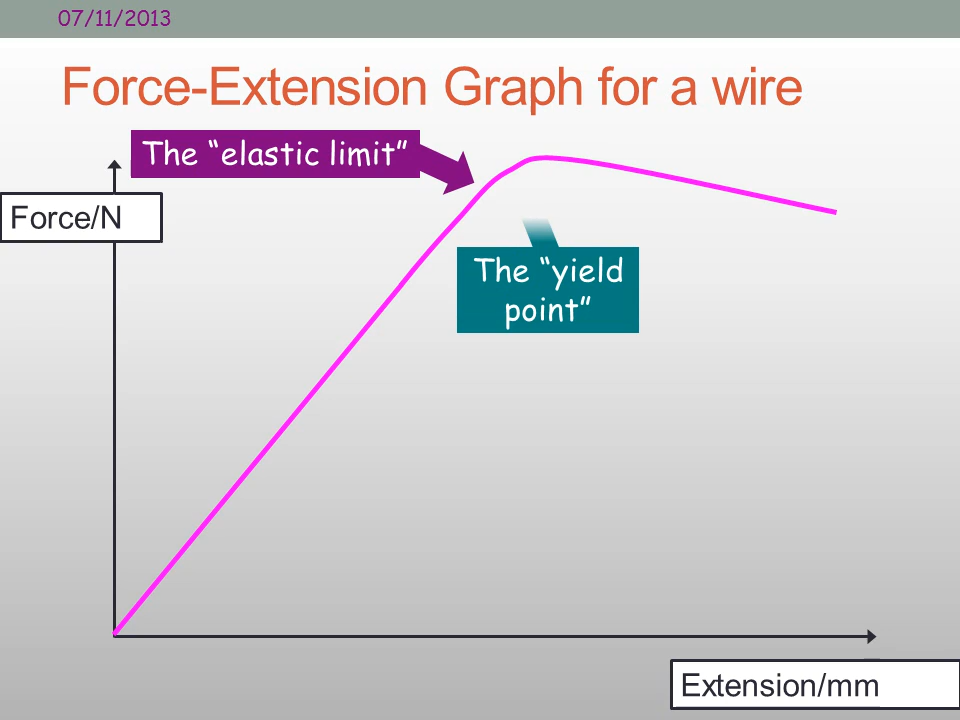 07/11/2013
Force-Extension Graph for a wire
The “elastic limit”
Force/N
The “yield
point”
Extension/mm